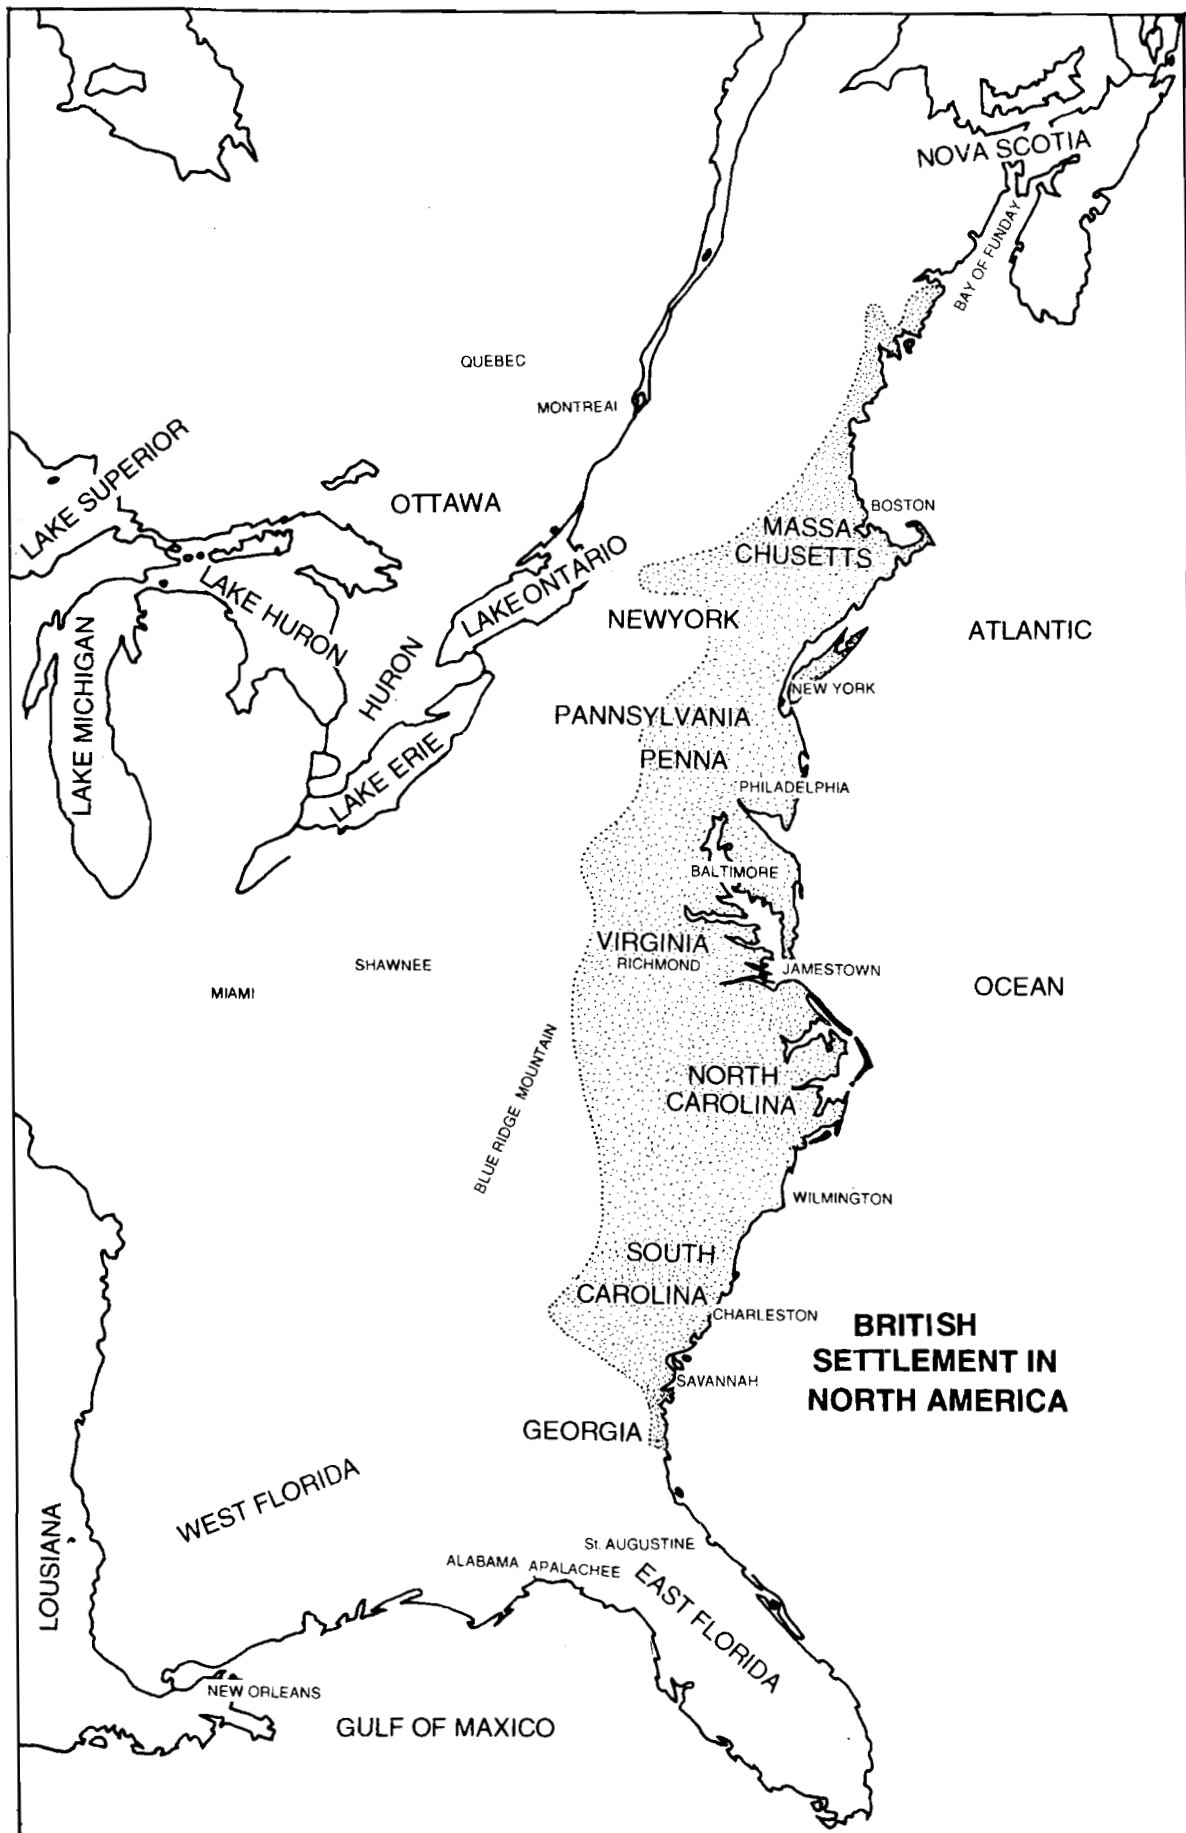 NOVA SCOTIA
BAY OF FUNDAY
QUEBEC
MONTREAI
LAKE SUPERIOR
OTTAWA
BOSTON
MASSA
CHUSETTS
LAKE HURON
LAKE ONTARIO
NEWYORK
ATLANTIC
LAKE MICHIGAN
HURON
NEW YORK
PANNSYLVANIA
PENNA
LAKE ERIE
PHILADELPHIA
BALTIMORE
VIRGINIA
RICHMOND
JAMESTOWN
SHAWNEE
MIAMI
OCEAN
BLUE RIDGE MOUNTAIN
NORTH
CAROLINA
WILMINGTON
SOUTH
CAROLINA
CHARLESTON
BRITISH
SETTLEMENT IN
NORTH AMERICA
SAVANNAH
GEORGIA
WEST FLORIDA
LOUSIANA
St. AUGUSTINE
ALABAMA APALACHEE
EAST FLORIDA
NEW ORLEANS
GULF OF MAXICO